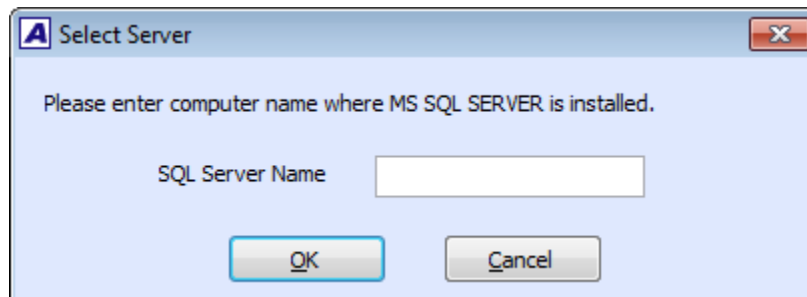 A Select Server
Please enter computer name where MS SQL SERVER is installed.
SQL Server Name
OK Cancel